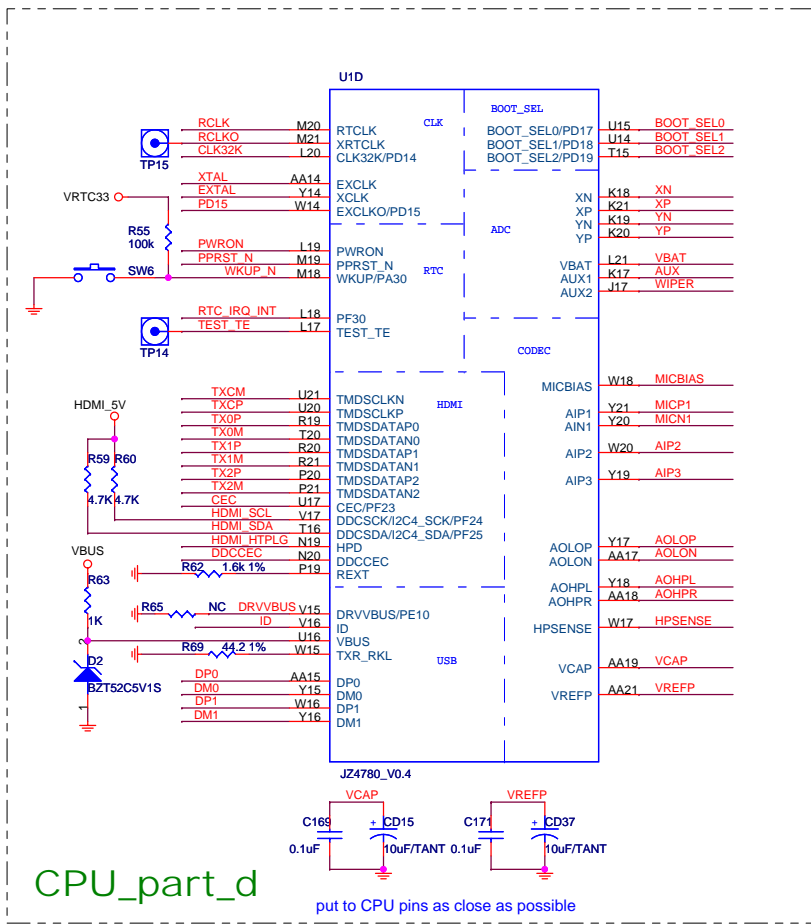 U1D
CLK
BOOT_SEL
RCLK M20 RTCLK
RCLKO M21 XRTCLK
CLK32K L20 CLK32K/PD14
TP15
BOOT_SEL0/PD17 U15 BOOT_SEL0
BOOT_SEL1/PD18 U14 BOOT_SEL1
BOOT_SEL2/PD19 T15 BOOT_SEL2
XTAL AA14 EXCLK
EXTAL Y14 XCLK
PD15 W14 EXCLKO/PD15
VRTC33
R55
100k
ADC
XN K18 XN
XP K21 XP
YN K19 YN
YP K20 YP
PWRON L19 PWRON
PPRST_N M19 PPRST_N
WKUP_N M18 WKUP/PA30
SW6
RTC
VBAT L21 VBAT
AUX1 K17 AUX
AUX2 J17 WIPER
RTC_IRQ_INT L18 PF30
TEST_TE L17 TEST_TE
TP14
CODEC
MICBIAS W18 MICBIAS
AIP1 Y21 MICP1
AIN1 Y20 MICN1
AIP2 W20 AIP2
AIP3 Y19 AIP3
HDMI
HDMI_5V
TXCM U21 TMDSCLKN
TXCP U20 TMDSCLKP
TX0P R19 TMDSDATAP0
TX0M T20 TMDSDATAN0
TX1P R20 TMDSDATAP1
TX1M R21 TMDSDATAN1
TX2P P20 TMDSDATAP2
TX2M P21 TMDSDATAN2
CEC U17 CEC/PF23
HDMI_SCL V17 DDCSCK/I2C4_SCK/PF24
HDMI_SDA T16 DDCSDA/I2C4_SDA/PF25
HDMI_HTPLG N19 HPD
DDCCEC N20 DDCCEC
R62 1.6k 1% P19 REXT
R59 R60
4.7K 4.7K
AOLOP Y17 AOLOP
AOLON AA17 AOLON
AOHPL Y18 AOHPL
AOHPR AA18 AOHPR
HPSENSE W17 HPSENSE
VCAP AA19 VCAP
VREFP AA21 VREFP
VBUS
R63
1K
R65 NC DRVVBUS V15 DRVVBUS/PE10
ID V16 ID
U16 VBUS
R69 44.2 1% W15 TXR_RKL
USB
2
D2
BZT52C5V1S
1
DP0 AA15 DP0
DM0 Y15 DM0
DP1 W16 DP1
DM1 Y16 DM1
JZ4780_V0.4
VCAP
C169
0.1uF
+ CD15
10uF/TANT
VREFP
C171
0.1uF
+ CD37
10uF/TANT
CPU_part_d
put to CPU pins as close as possible